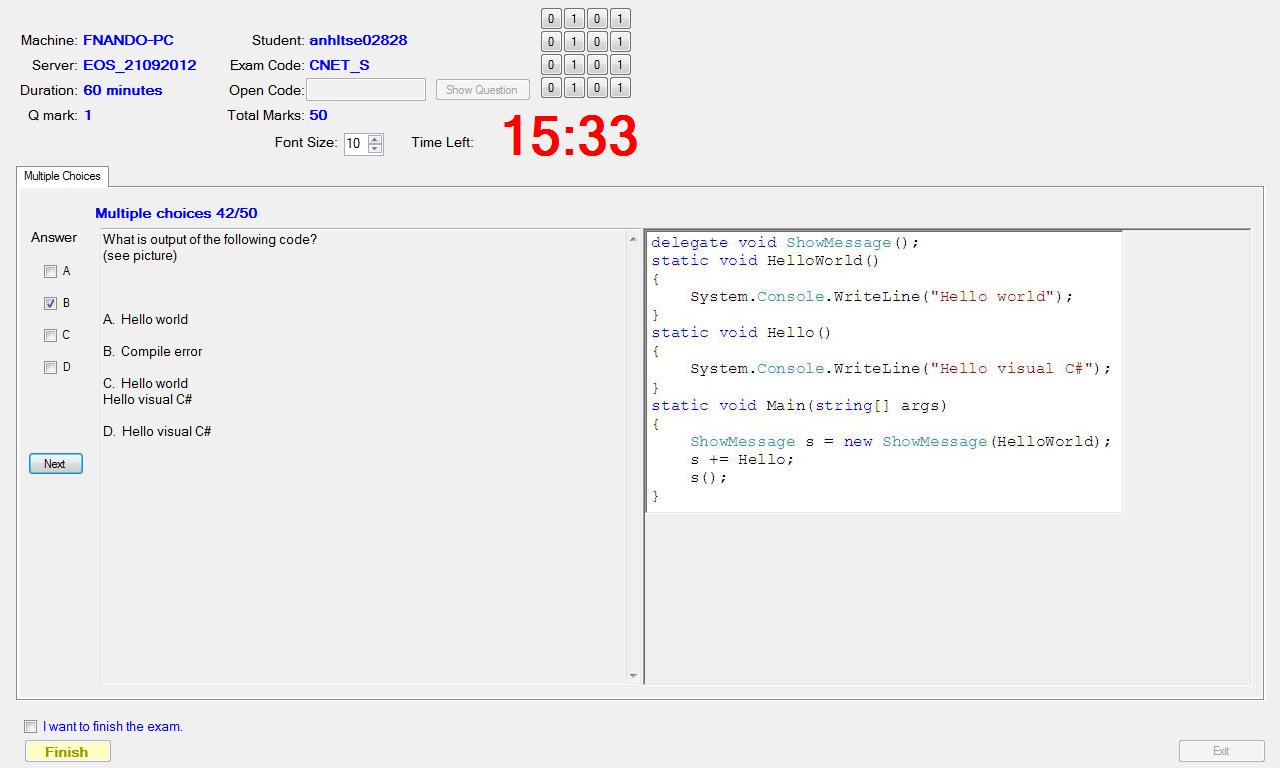 Machine: FNANDO-PC Student: anhltse02828
Server: EOS_21092012 Exam Code: CNET_S
Duration: 60 minutes Open Code: Show Question
Q mark: 1 Total Marks: 50
0 1 0 1
0 1 0 1
0 1 0 1
0 1 0 1
Font Size: 10 Time Left: 15:33
Multiple Choices
Multiple choices 42/50
Answer
A
B
C
D
Next
What is output of the following code?
(see picture)
A. Hello world
B. Compile error
C. Hello world
Hello visual C#
D. Hello visual C#
delegate void ShowMessage();
static void HelloWorld()
{
System.Console.WriteLine("Hello world");
}
static void Hello()
{
System.Console.WriteLine("Hello visual C#");
}
static void Main(string[] args)
{
ShowMessage s = new ShowMessage(HelloWorld);
s += Hello;
s();
}
I want to finish the exam.
Finish
Exit